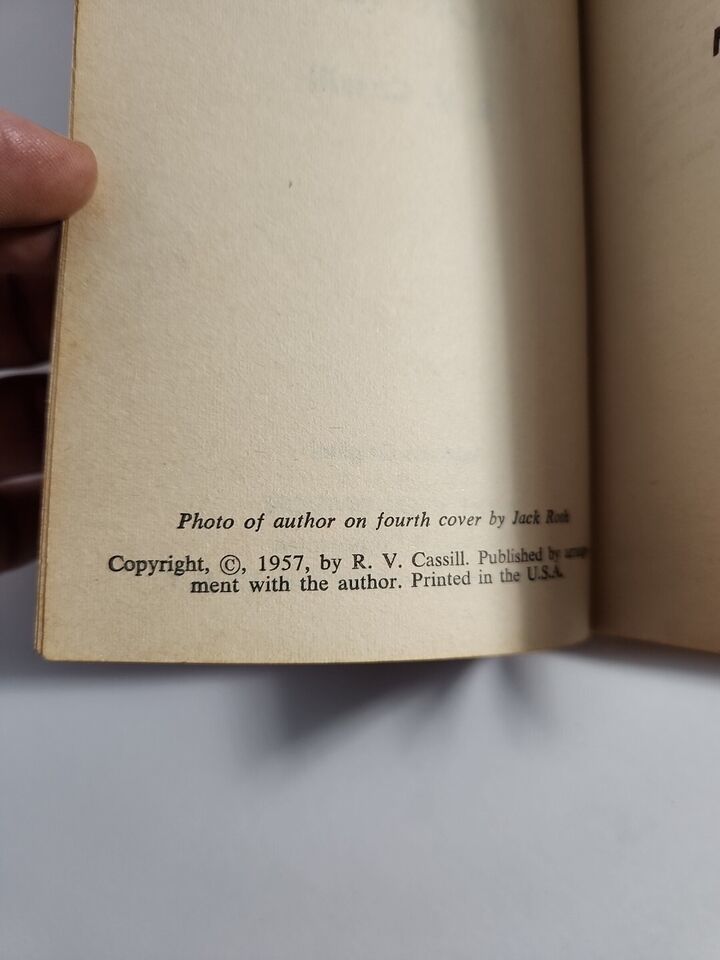 Photo of author on fourth cover by Jack
Copyright, ©, 1957, by R. V. Cassill. Published by
ment with the author. Printed in the U.S.A.